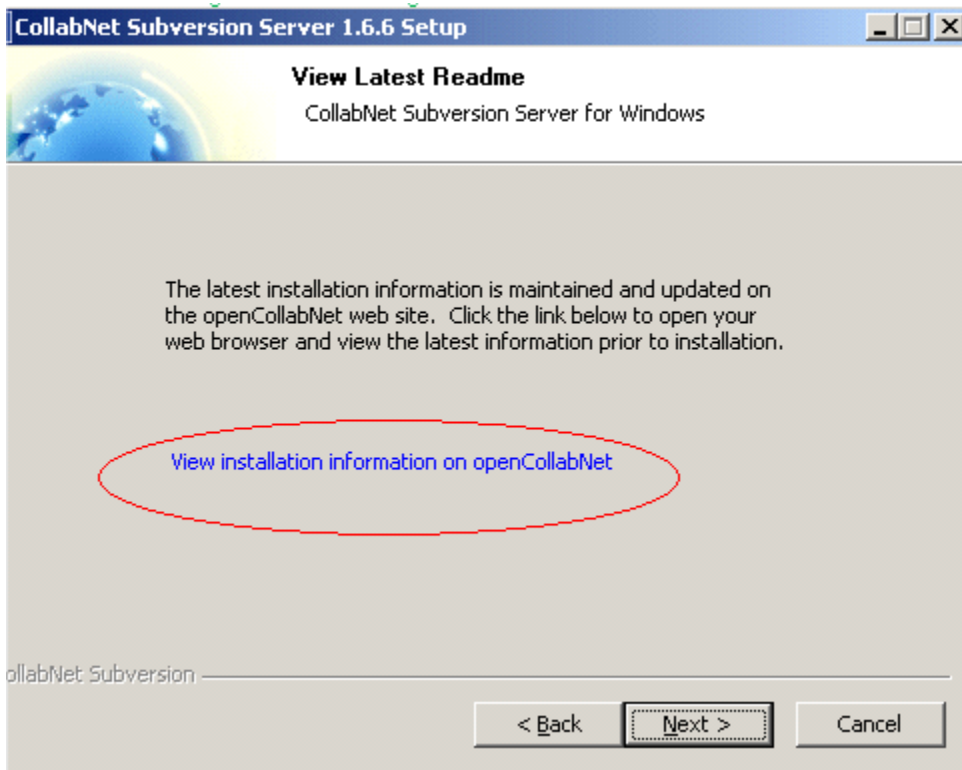 CollabNet Subversion Server 1.6.6 Setup
View Latest Readme
CollabNet Subversion Server for Windows
The latest installation information is maintained and updated on
the openCollabNet web site.  Click the link below to open your
web browser and view the latest information prior to installation.
View installation information on openCollabNet
ollabNet Subversion
< Back
Next >
Cancel